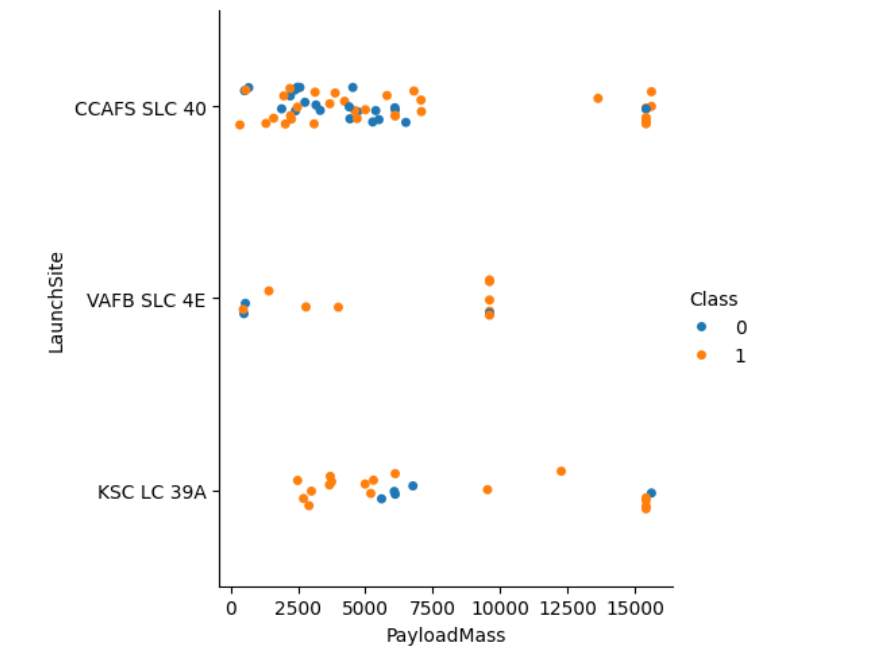 CCAFS SLC 40
VAFB SLC 4E
KSC LC 39A
LaunchSite
0 2500 5000 7500 10000 12500 15000
PayloadMass
Class
0
1